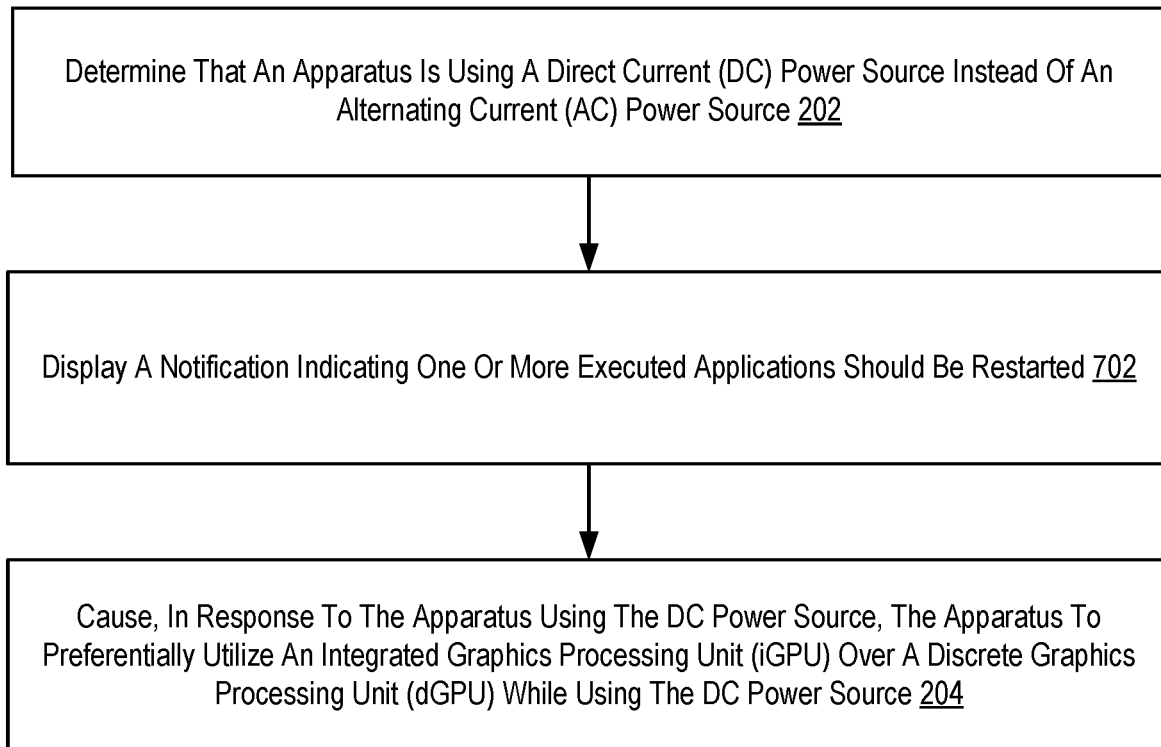 Determine That An Apparatus Is Using A Direct Current (DC) Power Source Instead Of An
Alternating Current (AC) Power Source 202
Display A Notification Indicating One Or More Executed Applications Should Be Restarted 702
Cause, In Response To The Apparatus Using The DC Power Source, The Apparatus To
Preferentially Utilize An Integrated Graphics Processing Unit (iGPU) Over A Discrete Graphics
Processing Unit (dGPU) While Using The DC Power Source 204